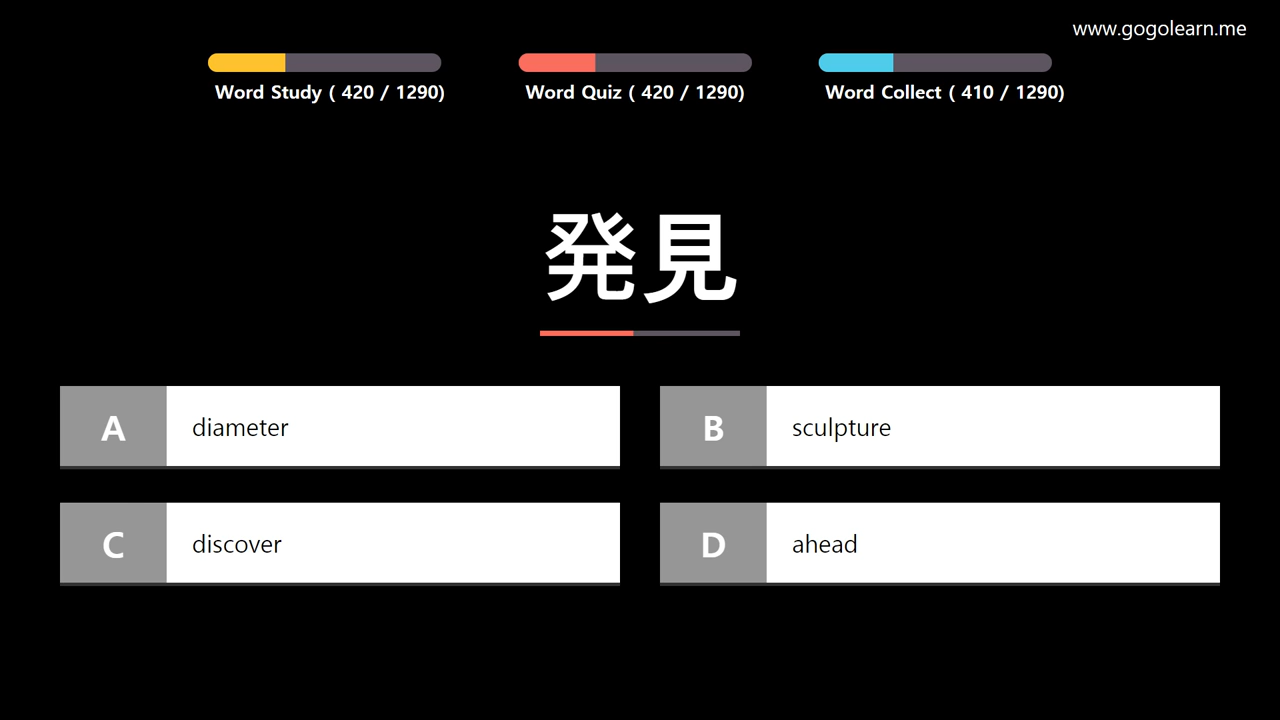 www.gogolearn.me
Word Study ( 420 / 1290)
Word Quiz ( 420 / 1290)
Word Collect ( 410 / 1290)
発見
A diameter
B sculpture
C discover
D ahead